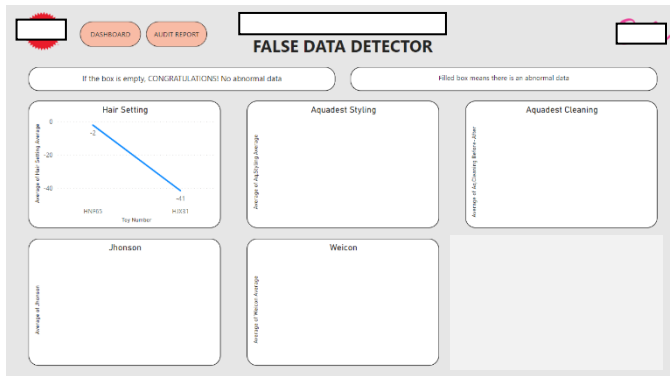 DASHBOARD
AUDIT REPORT
FALSE DATA DETECTOR
If the box is empty, CONGRATULATIONS! No abnormal data
Filled box means there is an abnormal data
Hair Setting
Average of Hair Setting Average
0
-20
-40
-2
-41
HNF65
HJX31
Toy Number
Aquadest Styling
Average of Aq.Styling Average
Aquadest Cleaning
Average of Aq.Cleaning Before-After
Jhonson
Average of Jhonson
Weicon
Average of Weicon Average